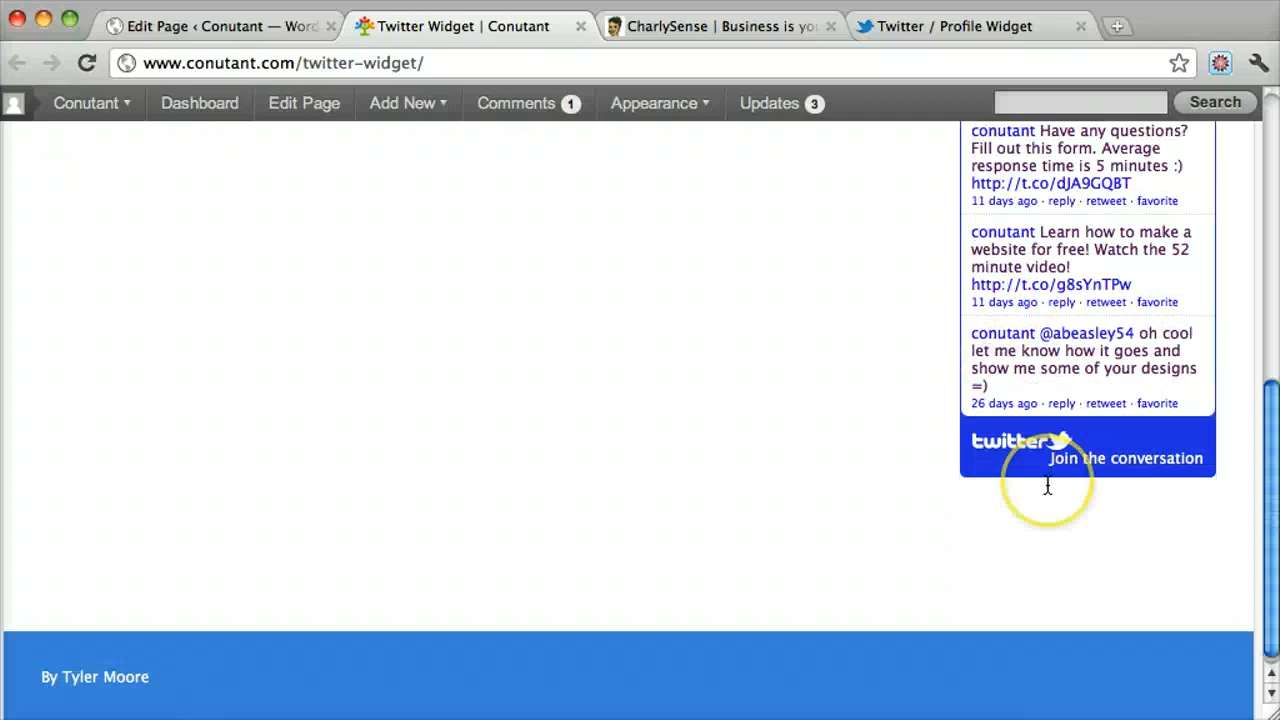 Edit Page ‹ Conutant — Word
Twitter Widget | Conutant
CharlySense | Business is yo
Twitter / Profile Widget
www.conutant.com/twitter-widget/
Conutant
Dashboard
Edit Page
Add New
Comments 1
Appearance
Updates 3
Search
conutant Have any questions?
Fill out this form. Average
response time is 5 minutes :)
http://t.co/dJA9GQBT
11 days ago · reply · retweet · favorite
conutant Learn how to make a
website for free! Watch the 52
minute video!
http://t.co/g8sYnTPw
11 days ago · reply · retweet · favorite
conutant @abeasley54 oh cool
let me know how it goes and
show me some of your designs
=)
26 days ago · reply · retweet · favorite
twitter
Join the conversation
By Tyler Moore